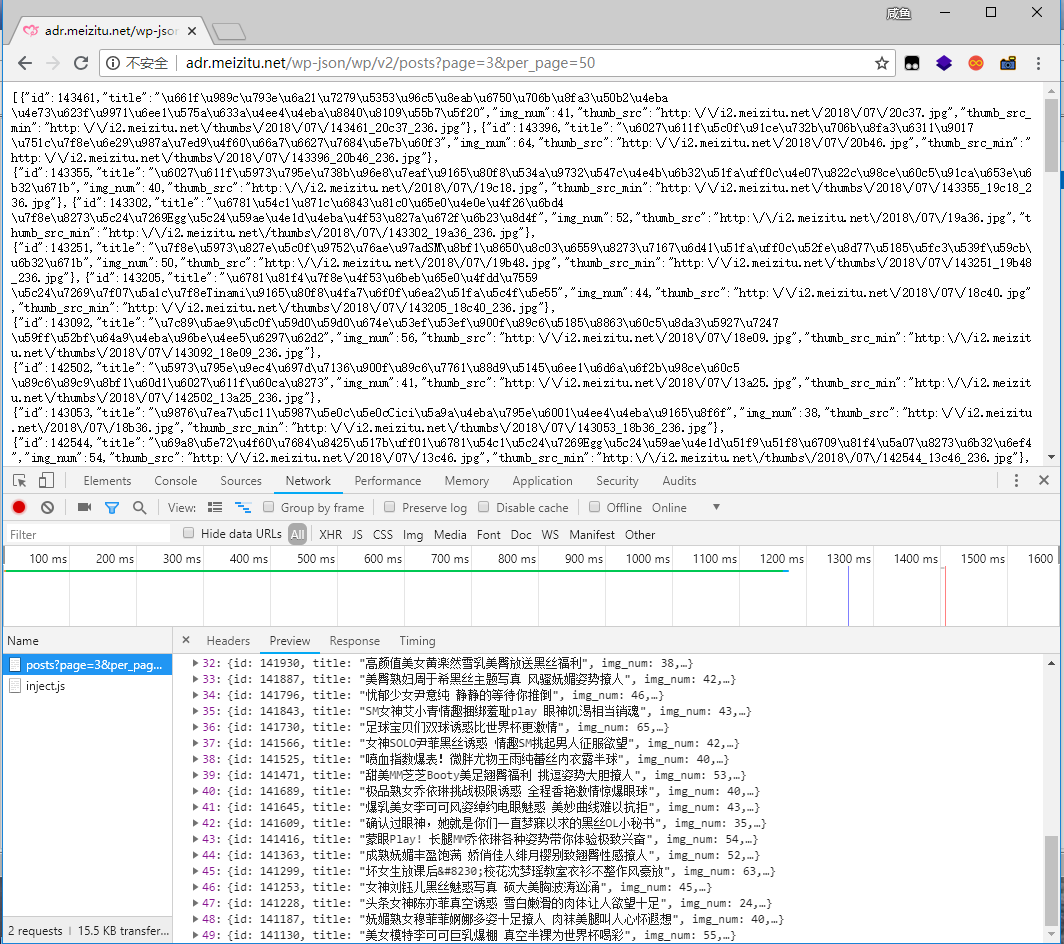 咸鱼
adr.meizitu.net/wp-json
不安全 adr.meizitu.net/wp-json/wp/v2/posts?page=3&per_page=50
[{"id":143461,"title":"\u661f\u989c\u793e\u6a21\u7279\u5353\u96c5\u8eab\u6750\u706b\u8fa3\u50b2\u4eba
\u4e73\u623f\u9971\u6ee1\u575a\u633a\u4ee4\u4eba\u8840\u8109\u55b7\u5f20","img_num":41,"thumb_src":"http:\/\/i2.meizitu.net\/2018\/07\/20c37.jpg","thumb_src_
min":"http:\/\/i2.meizitu.net\/thumbs\/2018\/07\/143461_20c37_236.jpg"},{"id":143396,"title":"\u6027\u611f\u5c0f\u91ce\u732b\u706b\u8fa3\u6311\u9017
\u751c\u7f8e\u6e29\u987a\u7ed9\u4f60\u66a7\u6627\u7684\u5e7b\u60f3","img_num":64,"thumb_src":"http:\/\/i2.meizitu.net\/2018\/07\/20b46.jpg","thumb_src_min":"
http:\/\/i2.meizitu.net\/thumbs\/2018\/07\/143396_20b46_236.jpg"},
{"id":143355,"title":"\u6027\u611f\u5973\u795e\u738b\u96e8\u7eaf\u9165\u80f8\u534a\u9732\u547c\u4e4b\u6b32\u51fa\uff0c\u4e07\u822c\u98ce\u60c5\u91ca\u653e\u6
b32\u671b","img_num":40,"thumb_src":"http:\/\/i2.meizitu.net\/2018\/07\/19c18.jpg","thumb_src_min":"http:\/\/i2.meizitu.net\/thumbs\/2018\/07\/143355_19c18_2
36.jpg"},{"id":143302,"title":"\u6781\u54c1\u871c\u6843\u81c0\u65e0\u4e0e\u4f26\u6bd4
\u7f8e\u8273\u5c24\u7269Egg\u5c24\u59ae\u4e1d\u4eba\u4f53\u827a\u672f\u6b23\u8d4f","img_num":52,"thumb_src":"http:\/\/i2.meizitu.net\/2018\/07\/19a36.jpg","t
humb_src_min":"http:\/\/i2.meizitu.net\/thumbs\/2018\/07\/143302_19a36_236.jpg"},
{"id":143251,"title":"\u7f8e\u5973\u827e\u5c0f\u9752\u76ae\u97adSM\u8bf1\u8650\u8c03\u6559\u8273\u7167\u6d41\u51fa\uff0c\u52fe\u8d77\u5185\u5fc3\u539f\u59cb\
u6b32\u671b","img_num":50,"thumb_src":"http:\/\/i2.meizitu.net\/2018\/07\/19b48.jpg","thumb_src_min":"http:\/\/i2.meizitu.net\/thumbs\/2018\/07\/143251_19b48
_236.jpg"},{"id":143205,"title":"\u6781\u81f4\u7f8e\u4f53\u6beb\u65e0\u4fdd\u7559
\u5c24\u7269\u7f07\u5a1c\u7f8eTinami\u9165\u80f8\u4fa7\u6f0f\u6ea2\u51fa\u5c4f\u5e55","img_num":44,"thumb_src":"http:\/\/i2.meizitu.net\/2018\/07\/18c40.jpg"
,"thumb_src_min":"http:\/\/i2.meizitu.net\/thumbs\/2018\/07\/143205_18c40_236.jpg"},
{"id":143092,"title":"\u7c89\u5ae9\u5c0f\u59d0\u59d0\u674e\u53ef\u53ef\u900f\u89c6\u5185\u8863\u60c5\u8da3\u5927\u7247
\u59ff\u52bf\u64a9\u4eba\u96be\u4ee5\u6297\u62d2","img_num":56,"thumb_src":"http:\/\/i2.meizitu.net\/2018\/07\/18e09.jpg","thumb_src_min":"http:\/\/i2.meizit
u.net\/thumbs\/2018\/07\/143092_18e09_236.jpg"},
{"id":142502,"title":"\u5973\u795e\u9ec4\u697d\u7136\u900f\u89c6\u7761\u88d9\u5145\u6ee1\u6d6a\u6f2b\u98ce\u60c5
\u89c6\u89c9\u8bf1\u60d1\u6027\u611f\u60ca\u8273","img_num":41,"thumb_src":"http:\/\/i2.meizitu.net\/2018\/07\/13a25.jpg","thumb_src_min":"http:\/\/i2.meizit
u.net\/thumbs\/2018\/07\/142502_13a25_236.jpg"},
{"id":143053,"title":"\u9876\u7ea7\u5c11\u5987\u5e0c\u5e0cCici\u5a9a\u4eba\u795e\u6001\u4ee4\u4eba\u9165\u8f6f","img_num":38,"thumb_src":"http:\/\/i2.meizitu
.net\/2018\/07\/18b36.jpg","thumb_src_min":"http:\/\/i2.meizitu.net\/thumbs\/2018\/07\/143053_18b36_236.jpg"},
{"id":142544,"title":"\u69a8\u5e72\u4f60\u7684\u8425\u517b\uff01\u6781\u54c1\u5c24\u7269Egg\u5c24\u59ae\u4e1d\u51f9\u51f8\u6709\u81f4\u5a07\u8273\u6b32\u6ef4
","img_num":54,"thumb_src":"http:\/\/i2.meizitu.net\/2018\/07\/13c46.jpg","thumb_src_min":"http:\/\/i2.meizitu.net\/thumbs\/2018\/07\/142544_13c46_236.jpg"},
Elements Console Sources Network Performance Memory Application Security Audits
View: Group by frame Preserve log Disable cache Offline Online
Filter Hide data URLs All XHR JS CSS Img Media Font Doc WS Manifest Other
100 ms 200 ms 300 ms 400 ms 500 ms 600 ms 700 ms 800 ms 900 ms 1000 ms 1100 ms 1200 ms 1300 ms 1400 ms 1500 ms 1600
Name Headers Preview Response Timing
posts?page=3&per_pag...
inject.js
32: {id: 141930, title: "高颜值美女黄楽然雪乳美臀放送黑丝福利", img_num: 38,…}
33: {id: 141887, title: "美臀熟妇周于希黑丝主题写真 风骚妩媚姿势撩人", img_num: 42,…}
34: {id: 141796, title: "忧郁少女尹意纯 静静的等待你推倒", img_num: 46,…}
35: {id: 141843, title: "SM女神艾小青情趣捆绑羞耻play 眼神饥渴相当销魂", img_num: 43,…}
36: {id: 141730, title: "足球宝贝们双球诱惑比世界杯更激情", img_num: 65,…}
37: {id: 141566, title: "女神SOLO尹菲黑丝诱惑 情趣SM挑起男人征服欲望", img_num: 42,…}
38: {id: 141525, title: "喷血指数爆表！微胖尤物王雨纯蕾丝内衣露半球", img_num: 40,…}
39: {id: 141471, title: "甜美MM芝芝Booty美足翘臀福利 挑逗姿势大胆撩人", img_num: 53,…}
40: {id: 141689, title: "极品熟女乔依琳挑战极限诱惑 全程香艳激情惊爆眼球", img_num: 40,…}
41: {id: 141645, title: "爆乳美女李可可风姿绰约电眼魅惑 美妙曲线难以抗拒", img_num: 43,…}
42: {id: 141609, title: "确认过眼神，她就是你们一直梦寐以求的黑丝OL小秘书", img_num: 35,…}
43: {id: 141416, title: "蒙眼Play！长腿MM乔依琳各种姿势带你体验极致兴奋", img_num: 54,…}
44: {id: 141363, title: "成熟妩媚丰盈饱满 娇俏佳人绯月樱别致翘臀性感撩人", img_num: 52,…}
45: {id: 141299, title: "坏女生放课后&#8230;桜花沈梦瑶教室衣衫不整作风豪放", img_num: 63,…}
46: {id: 141253, title: "女神刘钰儿黑丝魅惑写真 硕大美胸波涛凶涌", img_num: 45,…}
47: {id: 141228, title: "头条女神陈亦菲真空诱惑 雪白嫩滑的肉体让人欲望十足", img_num: 24,…}
48: {id: 141187, title: "妩媚熟女穆菲菲婀娜多姿十足撩人 肉袜美腿叫人心怀遐想", img_num: 40,…}
49: {id: 141130, title: "美女模特李可可巨乳爆棚 真空半裸为世界杯喝彩", img_num: 55,…}
2 requests | 15.5 KB transfer...